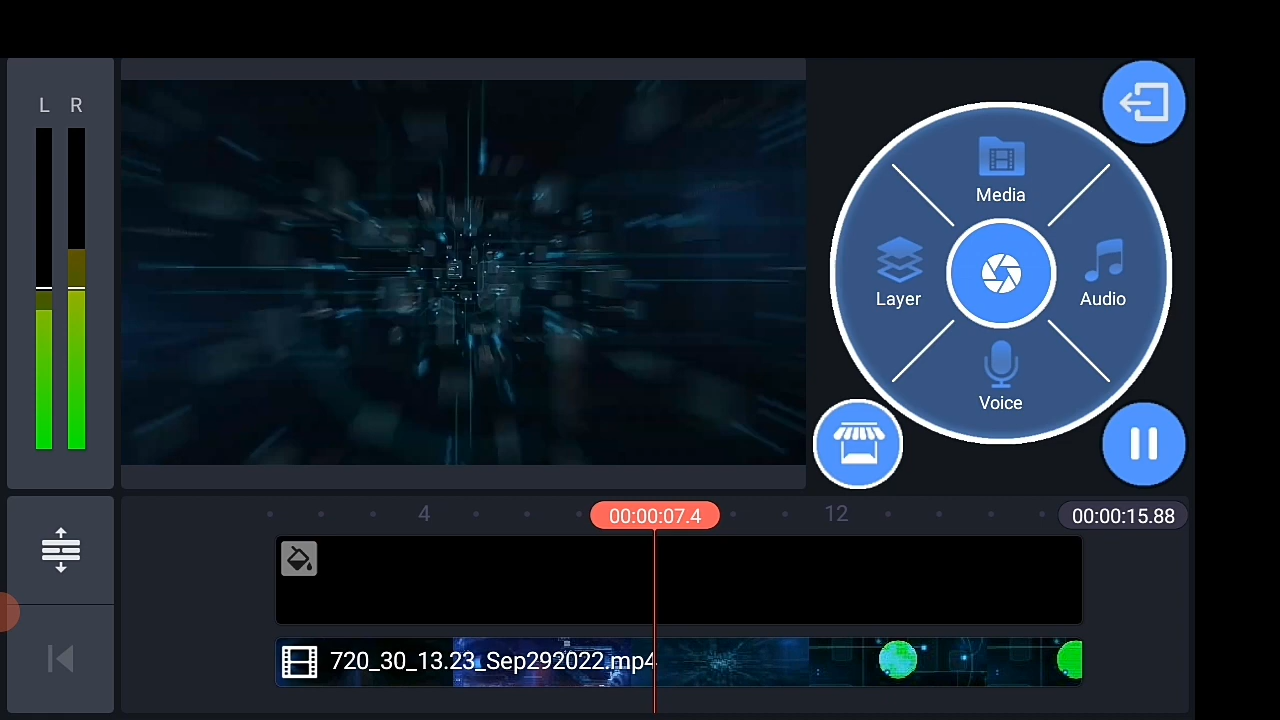 L R
Media
Layer
Audio
Voice
4
00:00:07.4
12
00:00:15.88
720_30_13.23_Sep292022.mp4